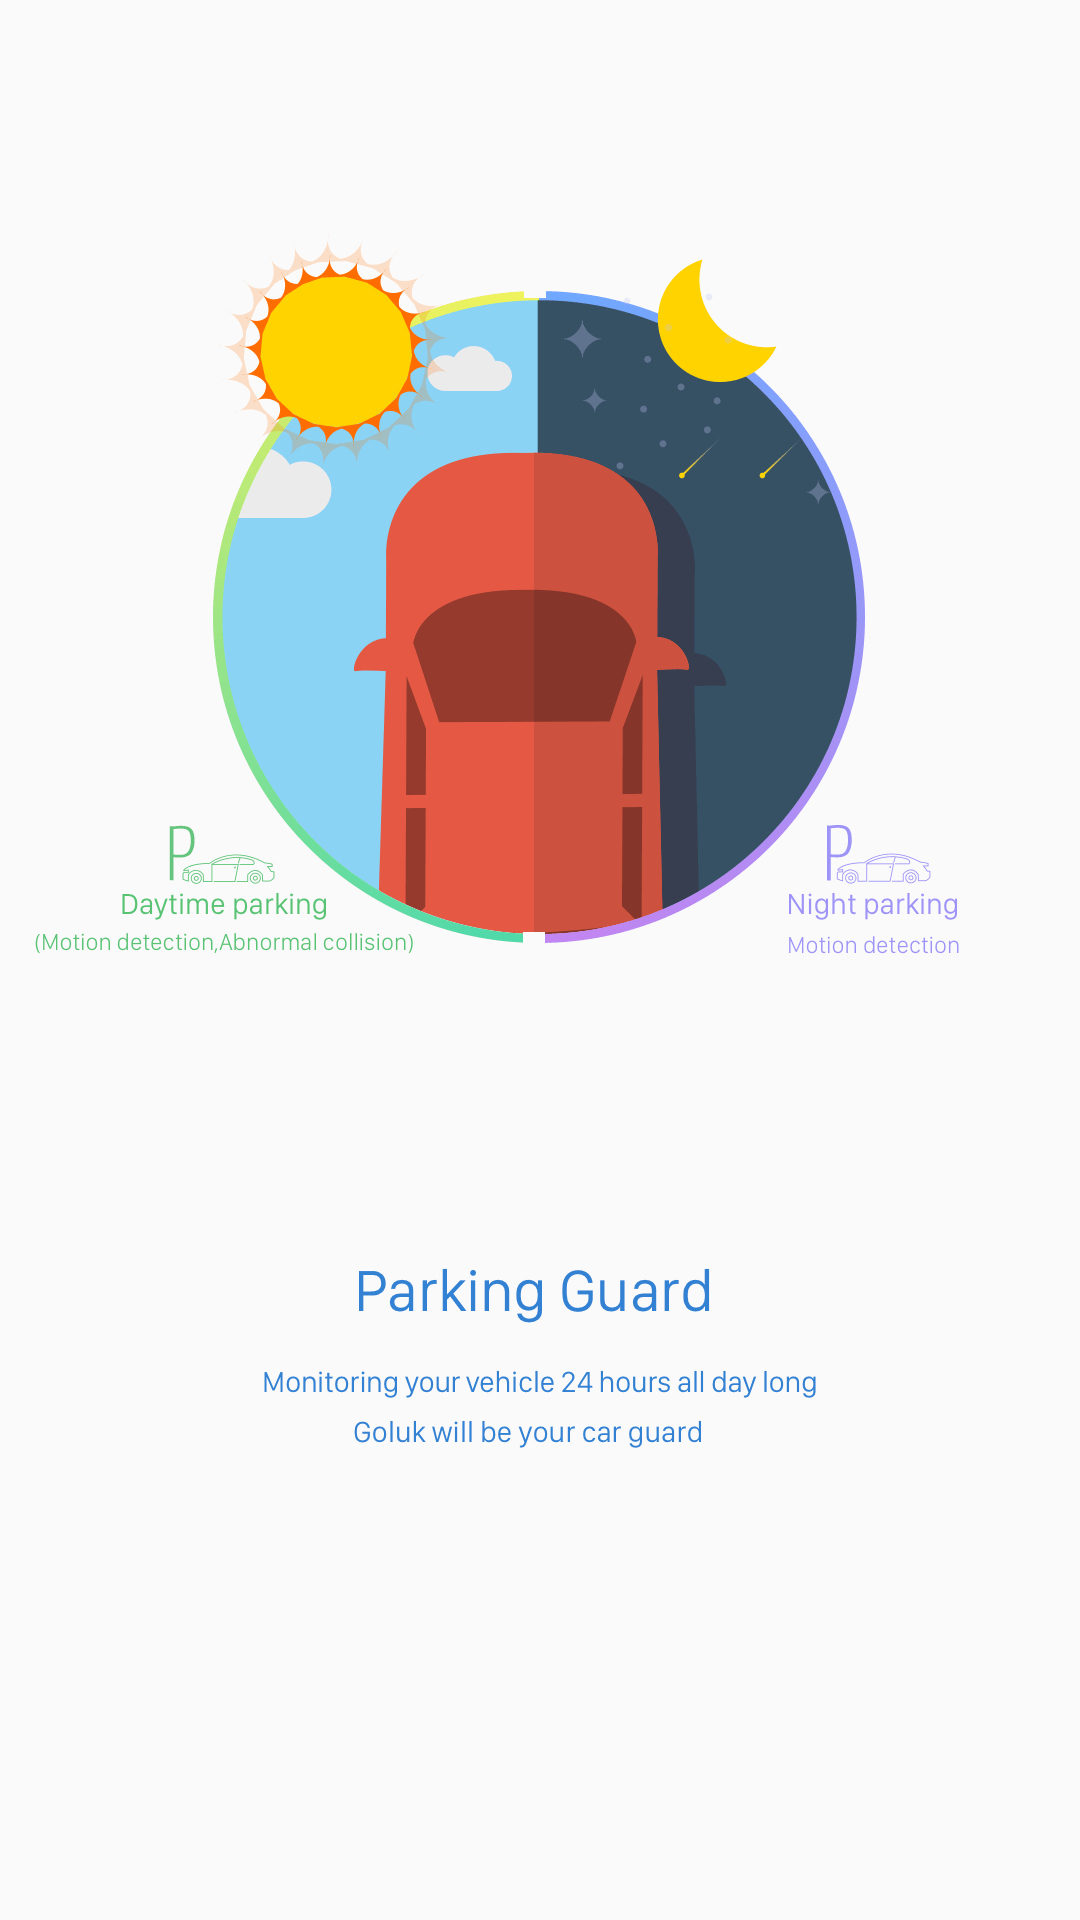 P
Daytime parking
(Motion detection,Abnormal collision)
P
Night parking
Motion detection
Parking Guard
Monitoring your vehicle 24 hours all day long
Goluk will be your car guard